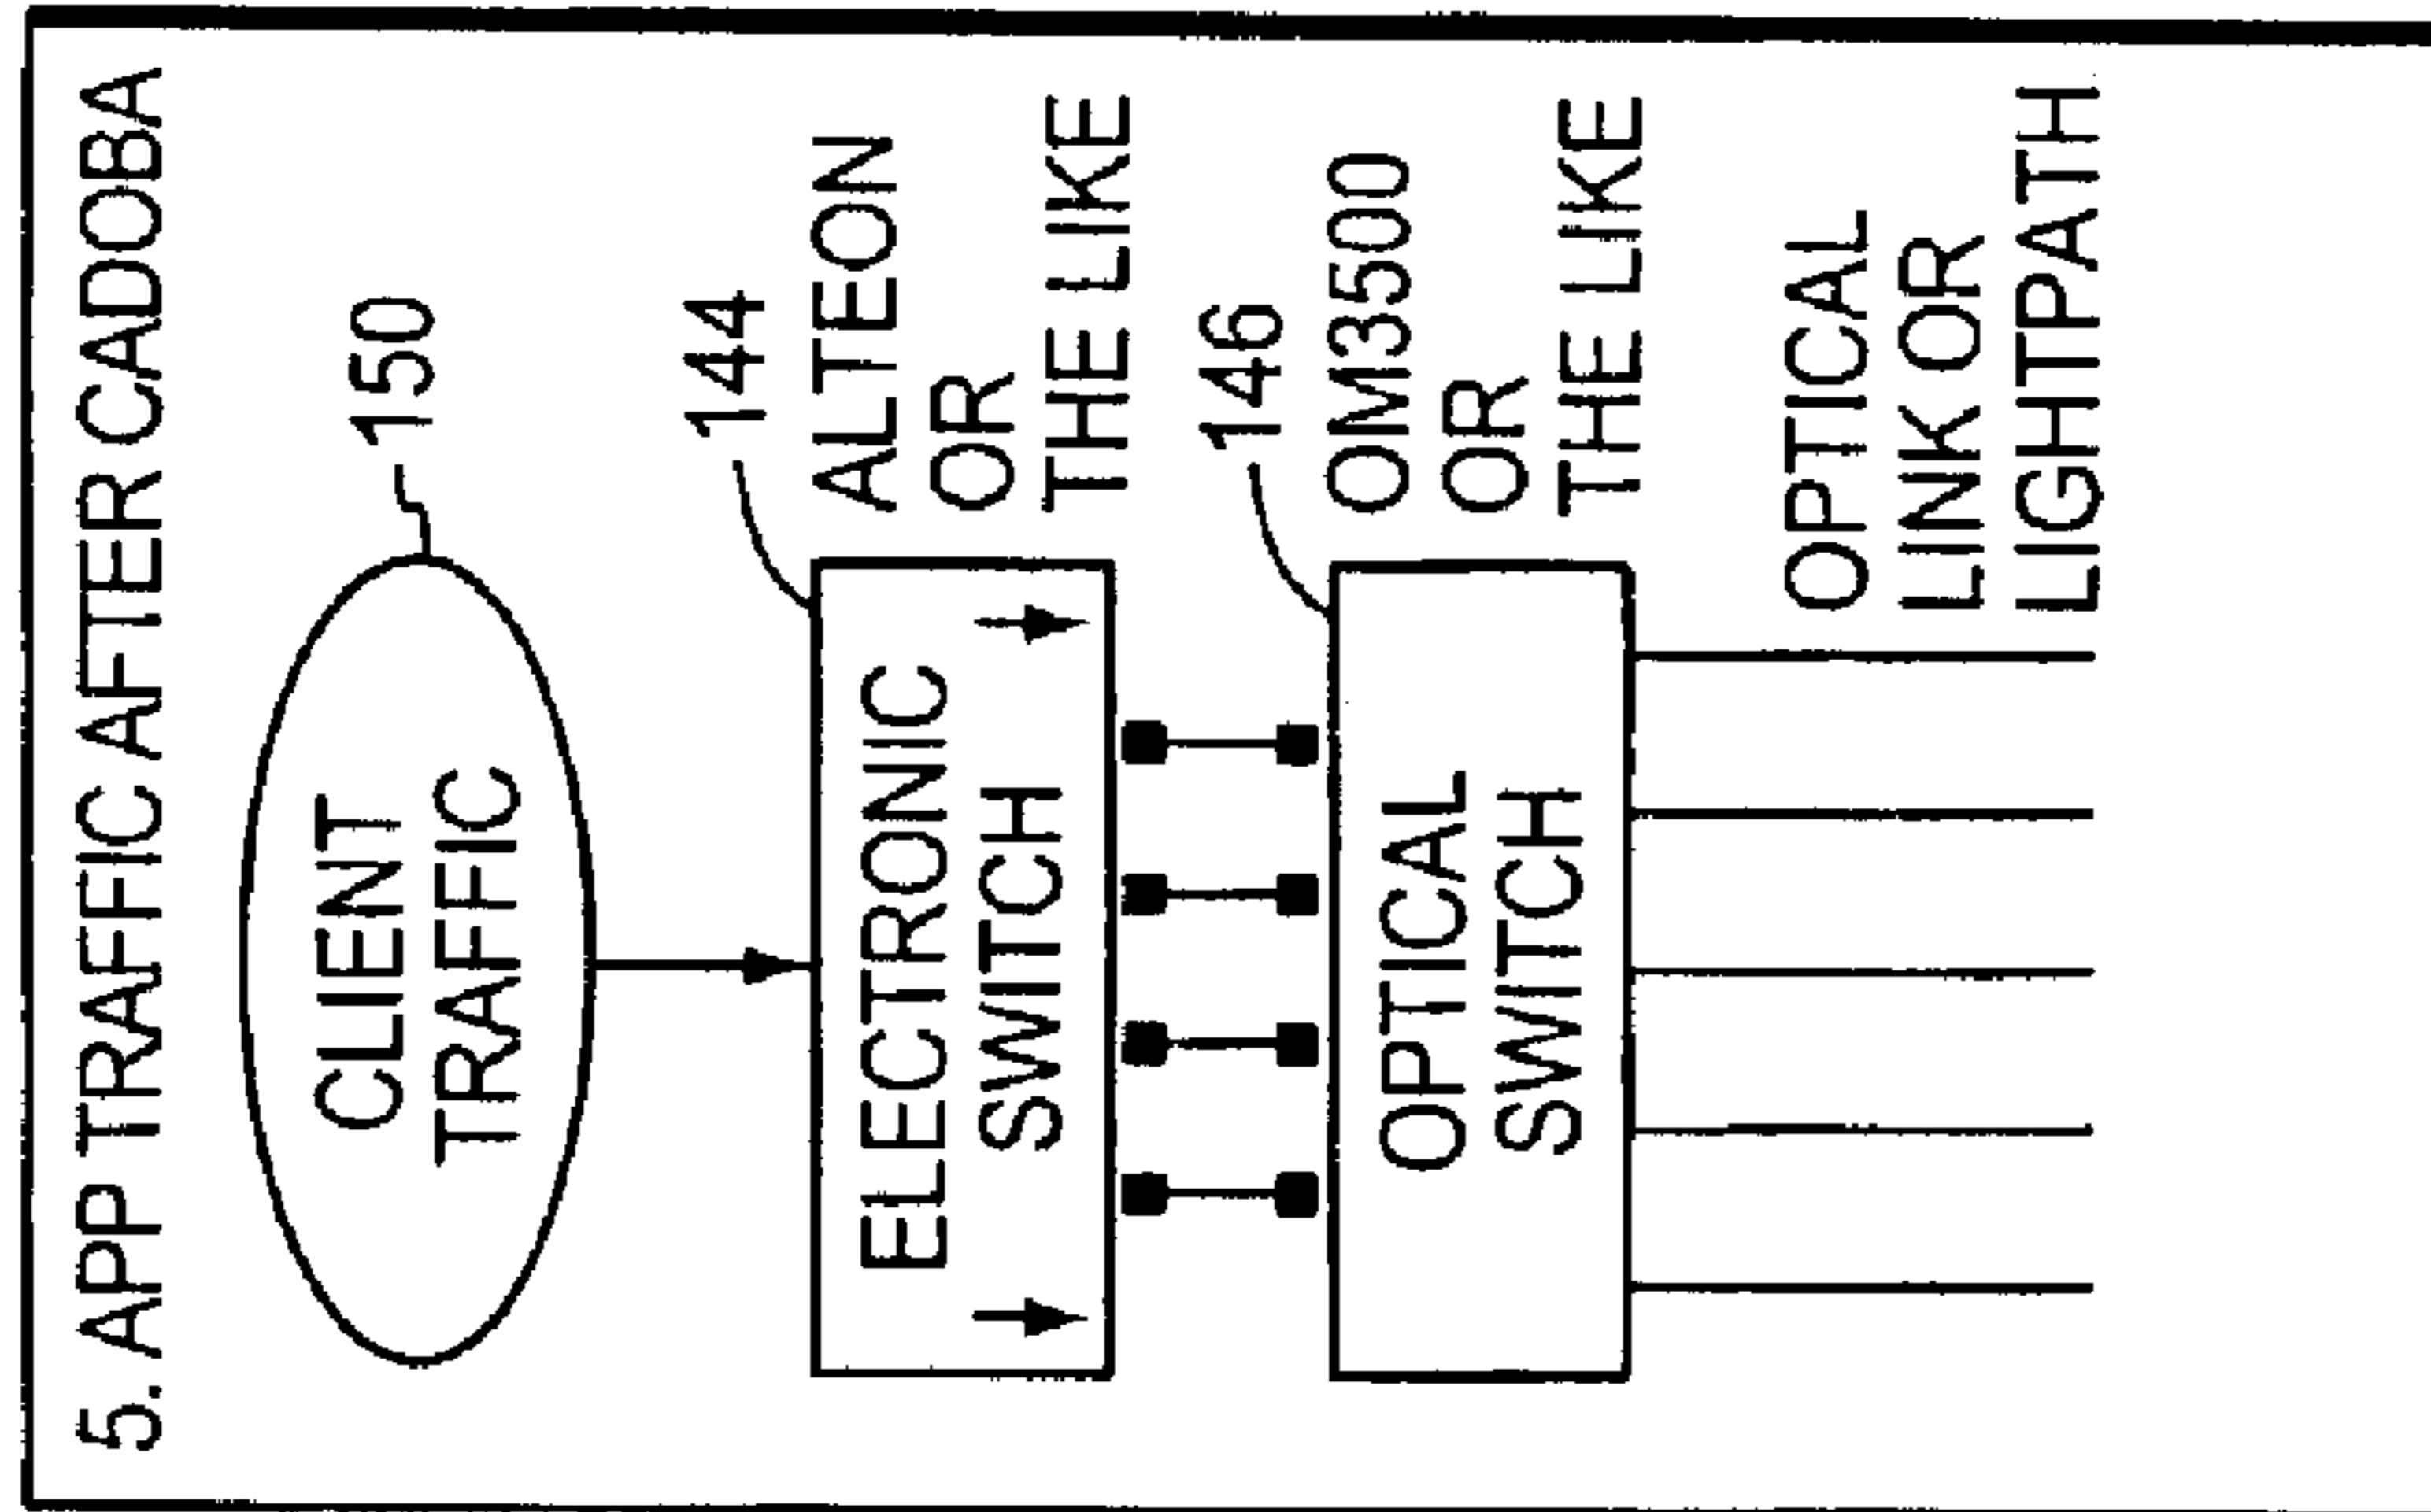 5. APP TRAFFIC AFTER CADOBA
CLIENT
TRAFFIC
150
144
ELECTRONIC
SWITCH
ALTEON
OR
THE LIKE
146
OPTICAL
SWITCH
OM3500
OR
THE LIKE
OPTICAL
LINK OR
LIGHTPATH